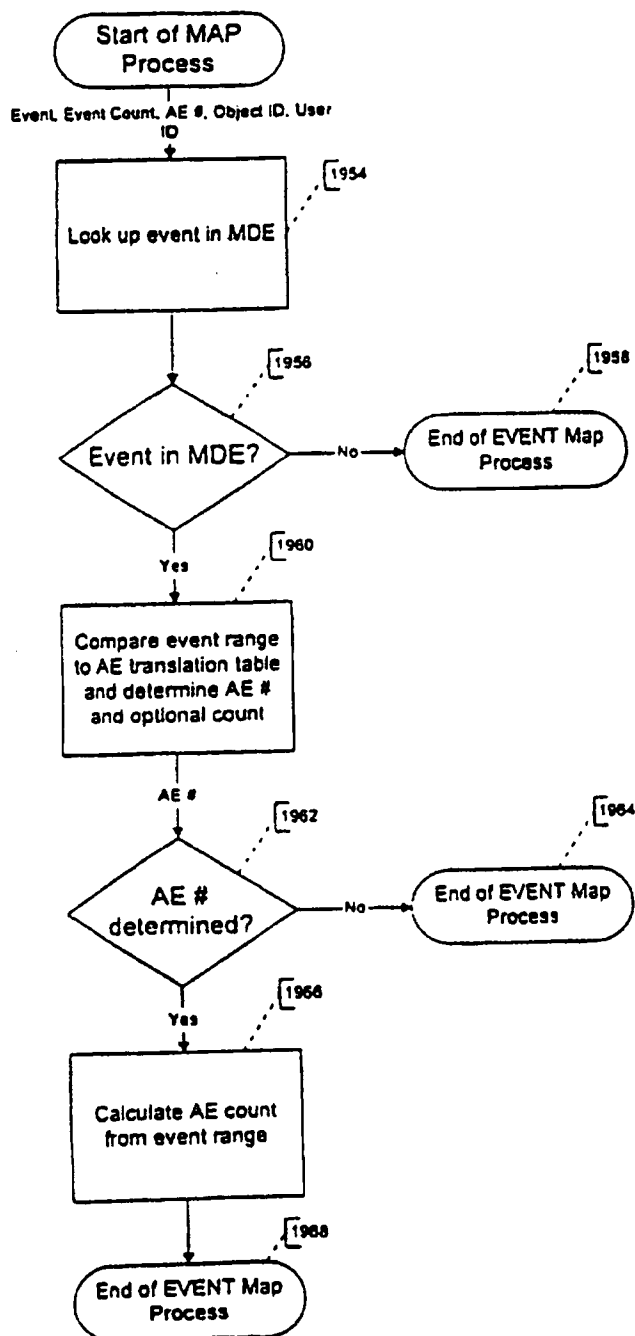 Start of MAP
Process
Event, Event Count, AE #, Object ID, User
ID
1954
Look up event in MDE
1956
1958
Event in MDE?
No
End of EVENT Map
Process
Yes
1960
Compare event range
to AE translation table
and determine AE #
and optional count
AE #
1962
1964
AE #
determined?
No
End of EVENT Map
Process
Yes
1966
Calculate AE count
from event range
1968
End of EVENT Map
Process